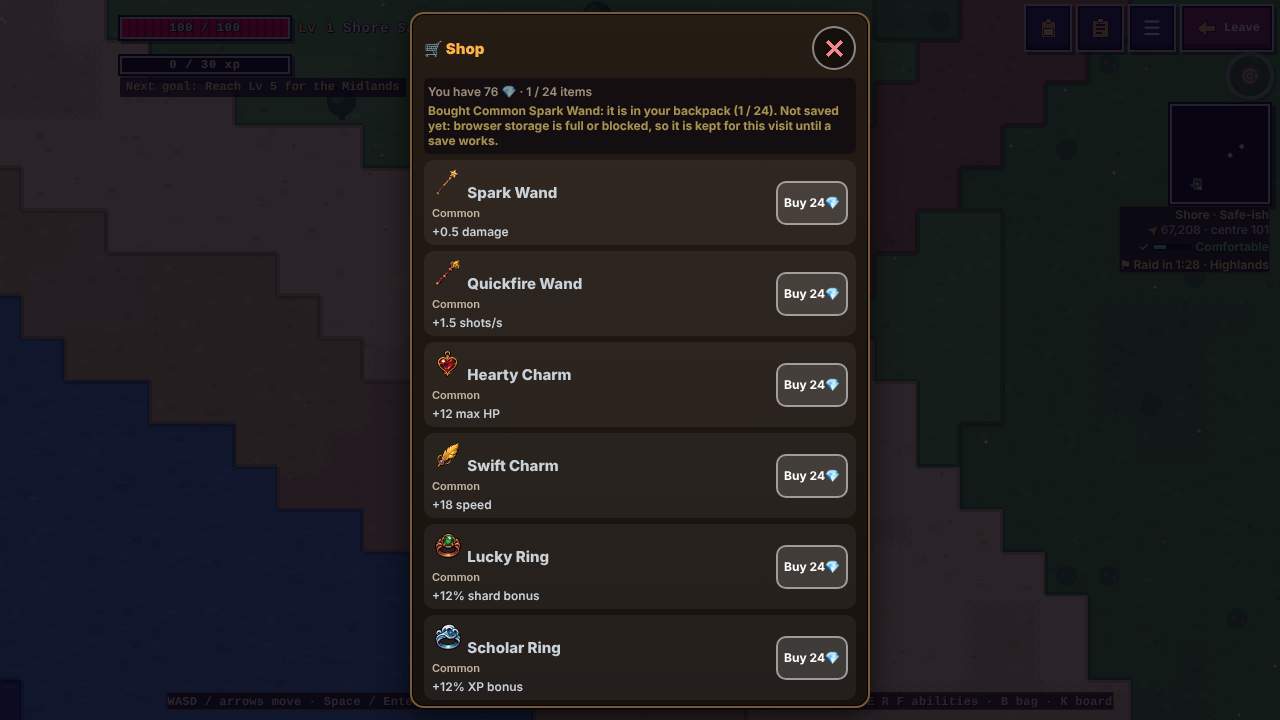 100 / 100
Lv 1 Shore S
0 / 30 xp
Next goal: Reach Lv 5 for the Midlands
Leave
Shop
You have 76 💎 · 1 / 24 items
Bought Common Spark Wand: it is in your backpack (1 / 24). Not saved
yet: browser storage is full or blocked, so it is kept for this visit until a
save works.
Spark Wand
Common
+0.5 damage
Buy 24💎
Quickfire Wand
Common
+1.5 shots/s
Buy 24💎
Hearty Charm
Common
+12 max HP
Buy 24💎
Swift Charm
Common
+18 speed
Buy 24💎
Lucky Ring
Common
+12% shard bonus
Buy 24💎
Scholar Ring
Common
+12% XP bonus
Buy 24💎
Shore · Safe-ish
67,208 · centre 101
Comfortable
Raid in 1:28 · Highlands
WASD / arrows move · Space / Ente
E R F abilities · B bag · K board